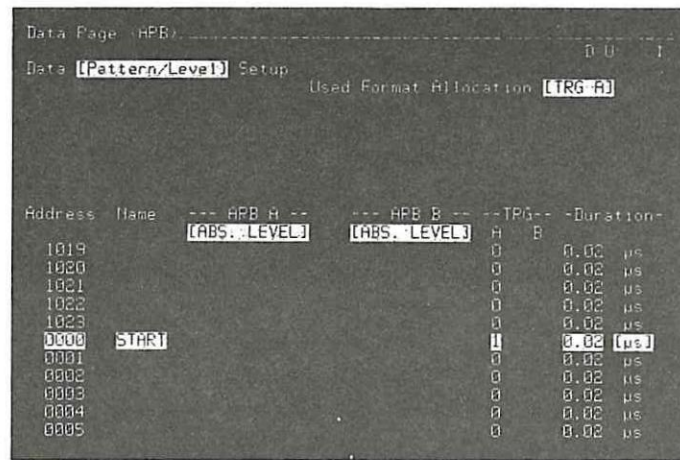 Data Page (ARB)
D U I
Data [Pattern/Level] Setup
Used Format Allocation [TRG A]
Address Name --- ARB A -- --- ARB B -- --TRG-- -Duration-
[ABS. LEVEL] [ABS. LEVEL] A B
1019 0 0.02 µs
1020 0 0.02 µs
1021 0 0.02 µs
1022 0 0.02 µs
1023 0 0.02 µs
0000 START 1 0.02 [µs]
0001 0 0.02 µs
0002 0 0.02 µs
0003 0 0.02 µs
0004 0 0.02 µs
0005 0 0.02 µs